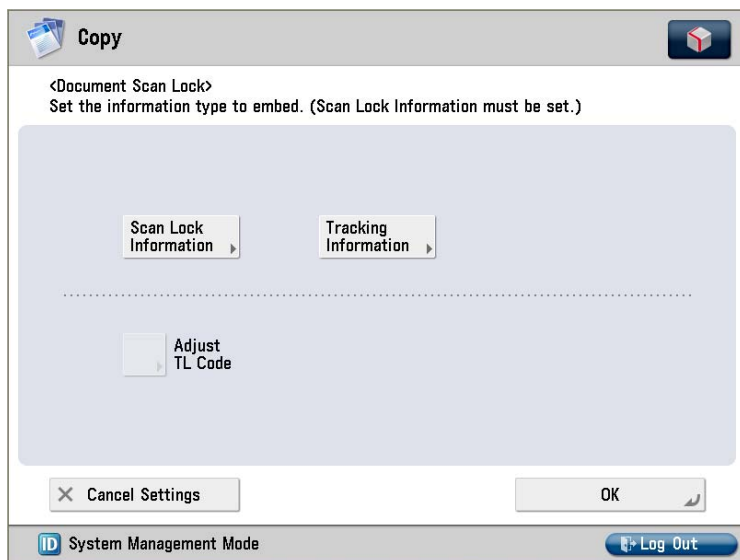 Copy
<Document Scan Lock>
Set the information type to embed. (Scan Lock Information must be set.)
Scan Lock
Information
Tracking
Information
Adjust
TL Code
Cancel Settings
OK
ID System Management Mode
Log Out